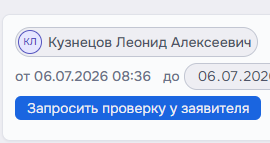 КЛ Кузнецов Леонид Алексеевич
от 06.07.2026 08:36 до 06.07.202
Запросить проверку у заявителя